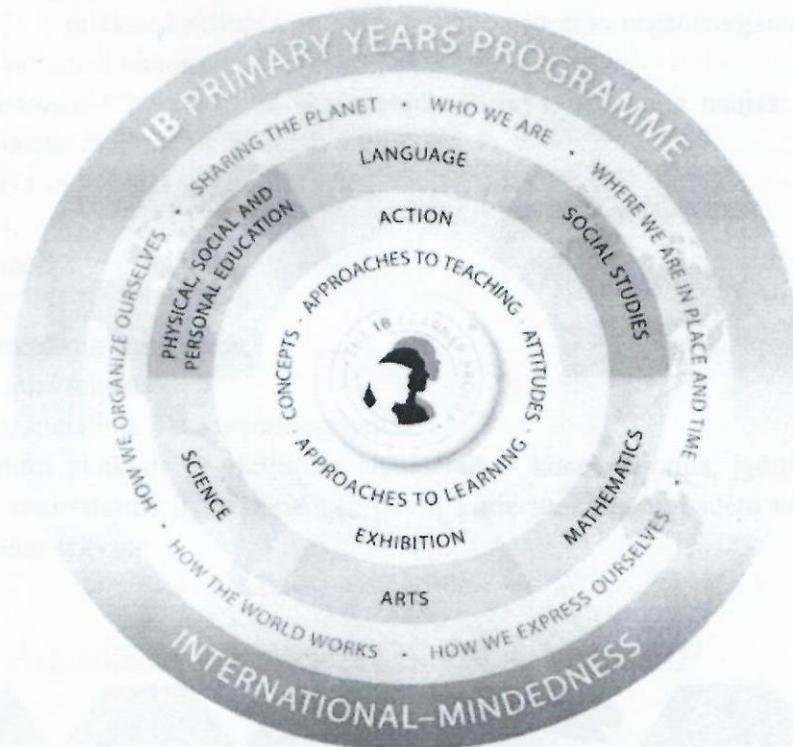 IB PRIMARY YEARS PROGRAMME
SHARING THE PLANET · WHO WE ARE · WHERE WE ARE IN PLACE AND TIME · HOW WE EXPRESS OURSELVES · HOW THE WORLD WORKS · HOW WE ORGANIZE OURSELVES ·
LANGUAGE
SOCIAL STUDIES
MATHEMATICS
ARTS
SCIENCE
PHYSICAL, SOCIAL AND
PERSONAL EDUCATION
ACTION
EXHIBITION
APPROACHES TO TEACHING · ATTITUDES · APPROACHES TO LEARNING · CONCEPTS ·
IB LEARNER
INTERNATIONAL–MINDEDNESS